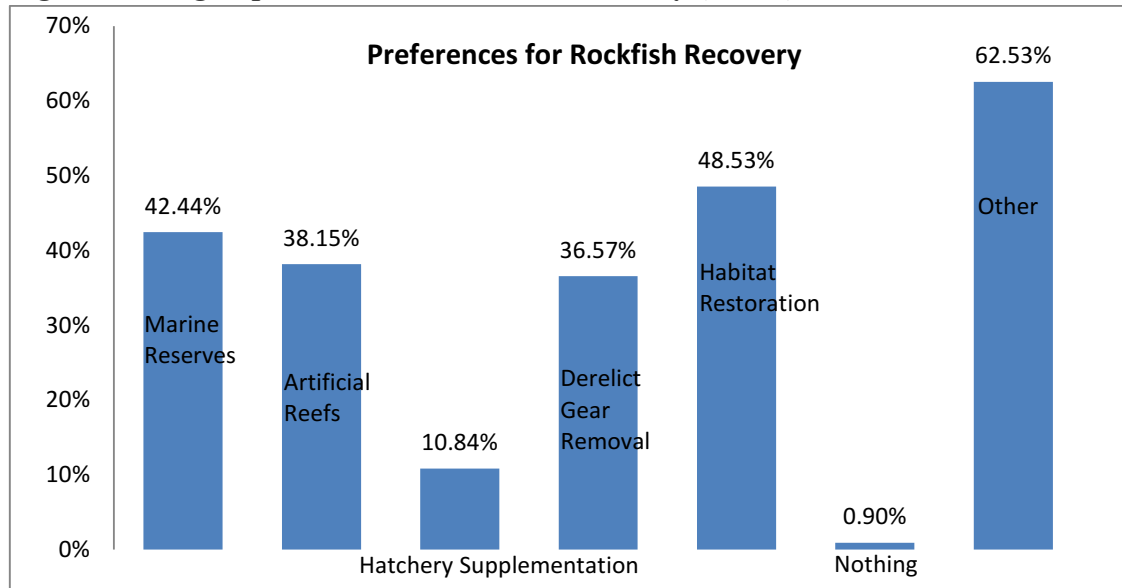 70%
Preferences for Rockfish Recovery
62.53%
60%
48.53%
50%
42.44%
38.15%
36.57%
Other
40%
Habitat
Restoration
30%
Marine
Reserves
Artificial
Reefs
Derelict
Gear
Removal
20%
10.84%
10%
0.90%
0%
Hatchery Supplementation
Nothing